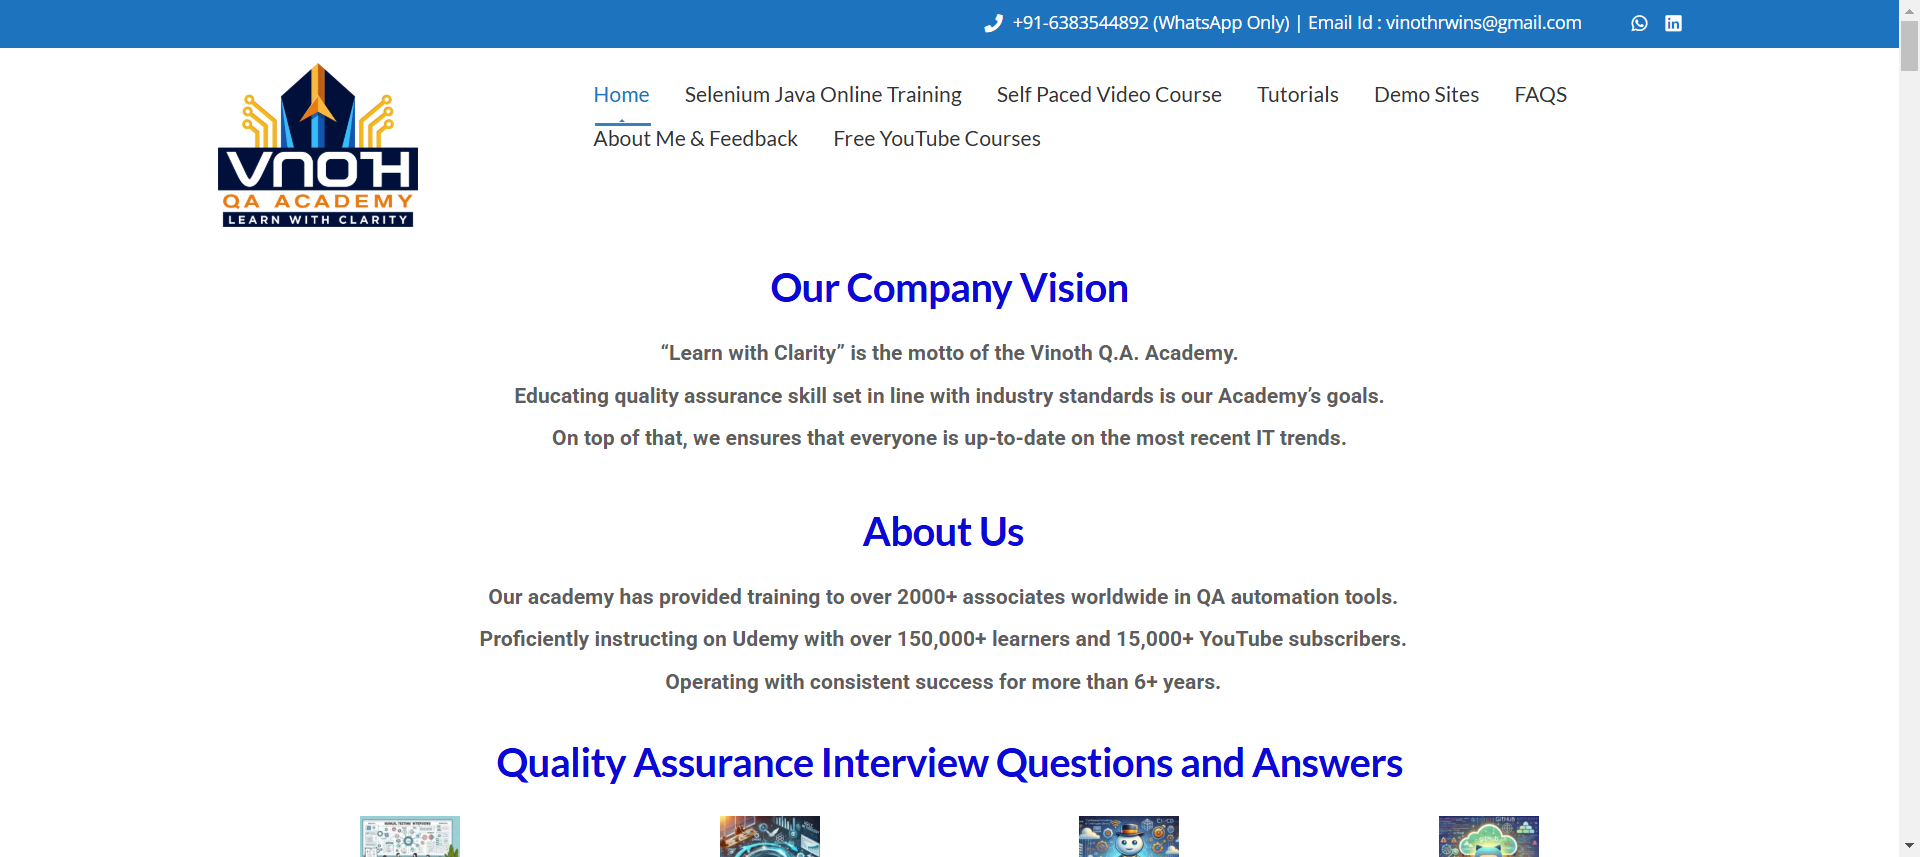 +91-6383544892 (WhatsApp Only) | Email Id : vinothrwins@gmail.com
VNOTH
QA ACADEMY
LEARN WITH CLARITY
Home Selenium Java Online Training Self Paced Video Course Tutorials Demo Sites FAQS
About Me & Feedback Free YouTube Courses
Our Company Vision
“Learn with Clarity” is the motto of the Vinoth Q.A. Academy.
Educating quality assurance skill set in line with industry standards is our Academy’s goals.
On top of that, we ensures that everyone is up-to-date on the most recent IT trends.
About Us
Our academy has provided training to over 2000+ associates worldwide in QA automation tools.
Proficiently instructing on Udemy with over 150,000+ learners and 15,000+ YouTube subscribers.
Operating with consistent success for more than 6+ years.
Quality Assurance Interview Questions and Answers